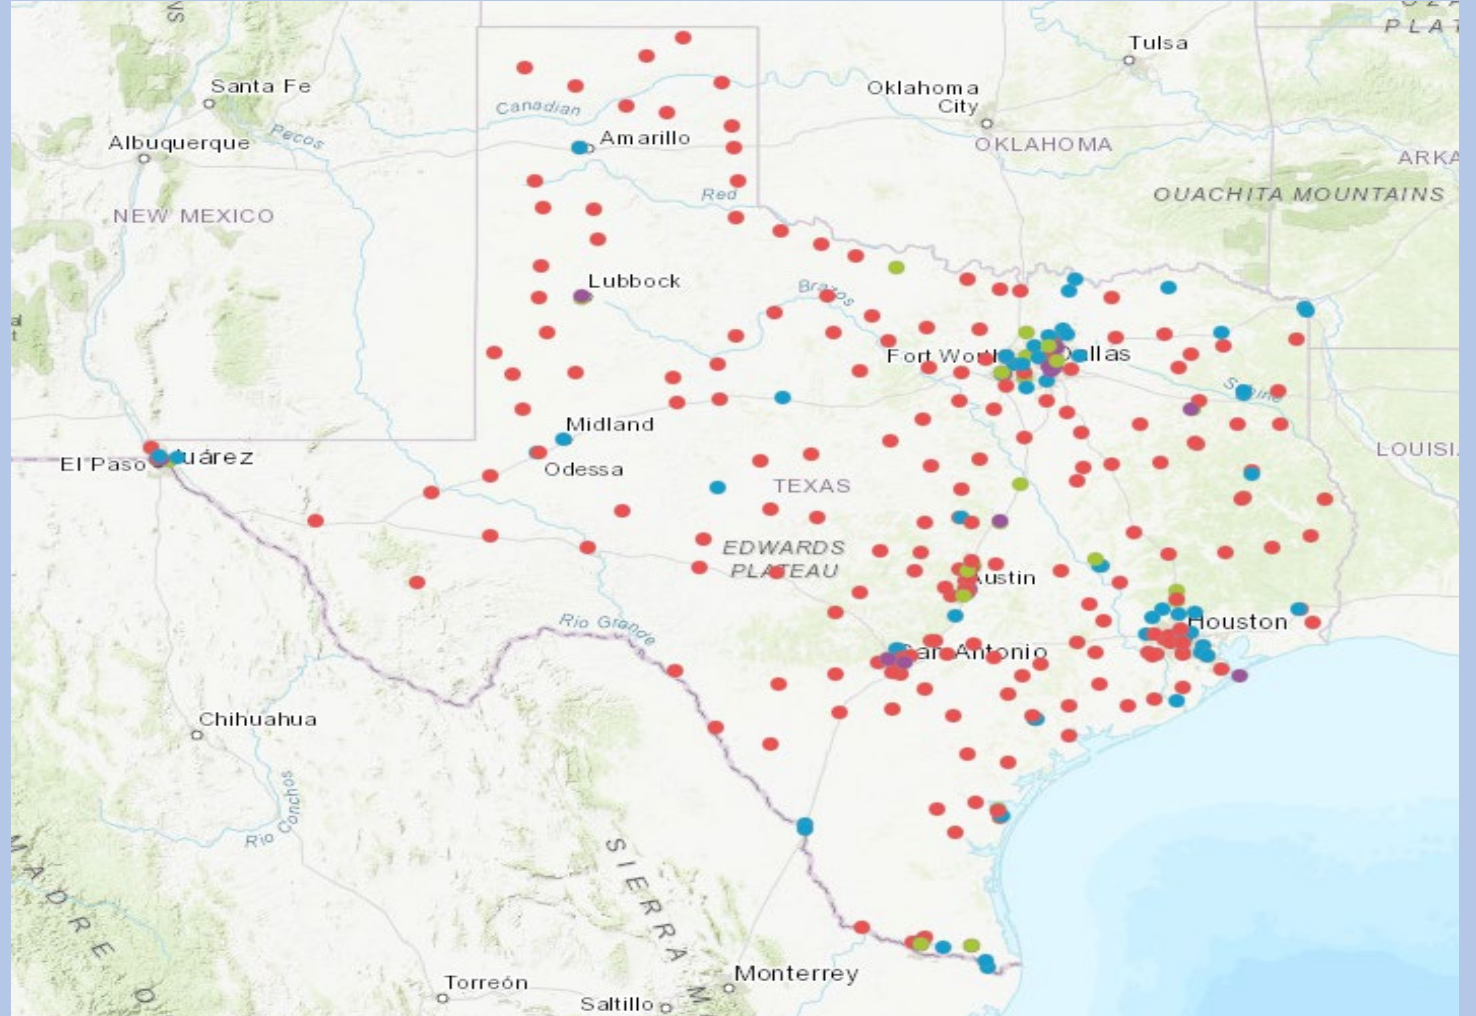 Tulsa
Santa Fe
Oklahoma
City
Canadian
Pecos
Amarillo
Albuquerque
OKLAHOMA
ARKA
OUACHITA MOUNTAINS
Red
NEW MEXICO
Lubbock
Brazos
Fort Worth
Dallas
Sabine
Midland
El Paso
Juárez
Odessa
LOUISI
TEXAS
EDWARDS
PLATEAU
Austin
Rio Grande
Houston
San Antonio
Chihuahua
Rio Conchos
SIERRA M
MADRE O
Monterrey
Torreón
Saltillo